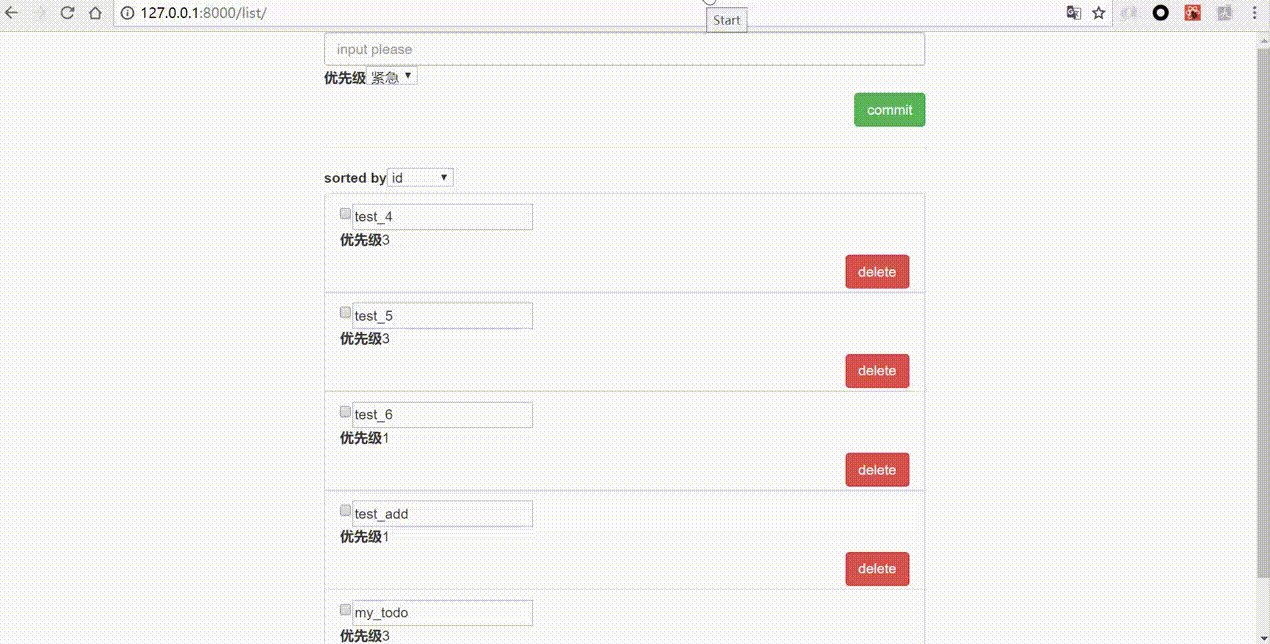 127.0.0.1:8000/list/
Start
input please
优先级 紧急
commit
sorted by id
test_4
优先级3
delete
test_5
优先级3
delete
test_6
优先级1
delete
test_add
优先级1
delete
my_todo
优先级3